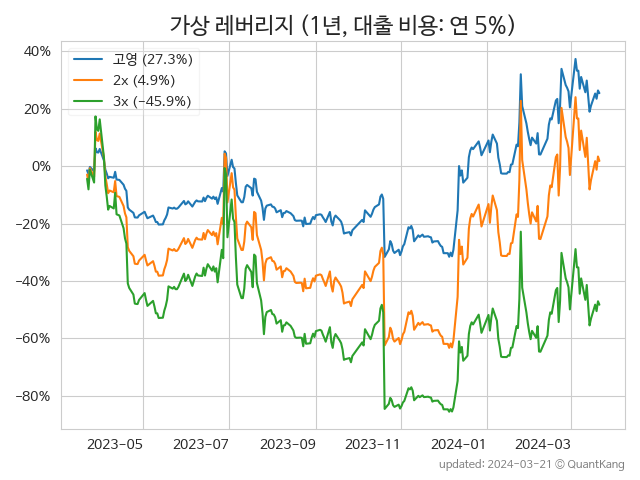 가상 레버리지 (1년, 대출 비용: 연 5%)
40%
20%
0%
−20%
−40%
−60%
−80%
고영 (27.3%)
2x (4.9%)
3x (−45.9%)
2023-05
2023-07
2023-09
2023-11
2024-01
2024-03
updated: 2024-03-21 © QuantKang